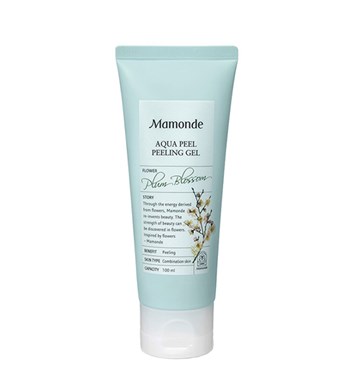 Mamonde
AQUA PEEL
PEELING GEL
FLOWER
Plum Blossom
STORY
Through the energy derived
from flowers, Mamonde
re-invents beauty. The
strength of beauty can
be discovered in flowers.
Inspired by flowers
- Mamonde
BENEFIT Peeling
SKIN TYPE Combination skin
CAPACITY 100 ml